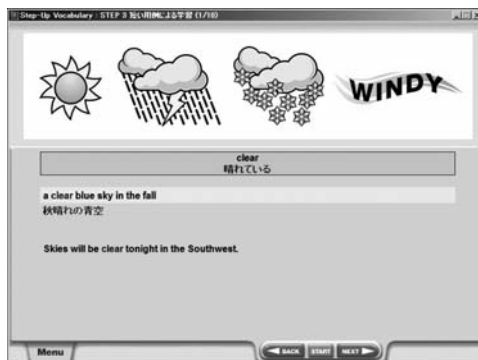 Step-Up Vocabulary : STEP 3 短い用例による学習 (1/10)
WINDY
clear
晴れている
a clear blue sky in the fall
秋晴れの青空
Skies will be clear tonight in the Southwest.
Menu
BACK START NEXT